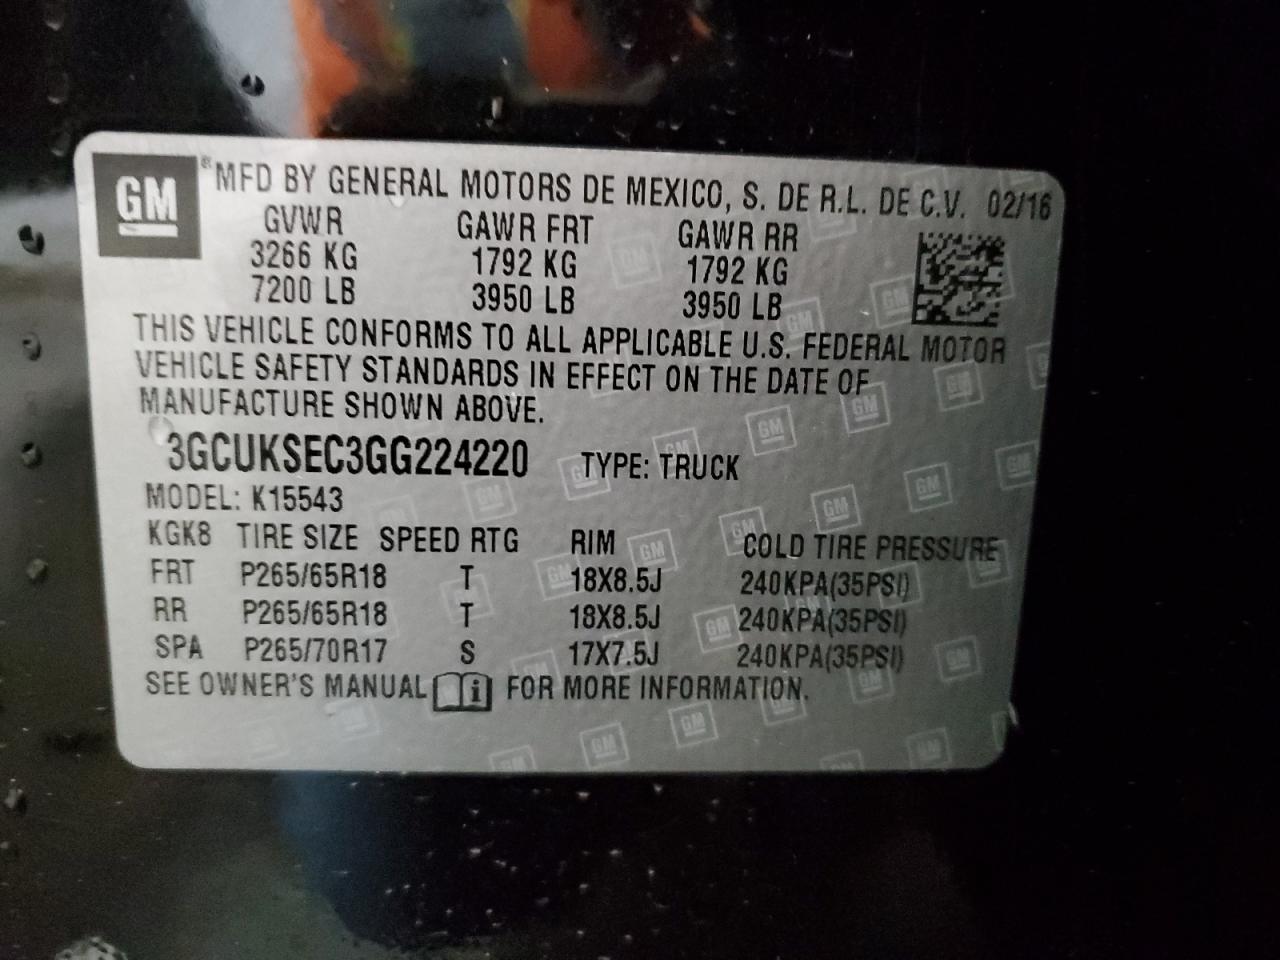 GM ® MFD BY GENERAL MOTORS DE MEXICO, S. DE R.L. DE C.V. 02/16
GVWR GAWR FRT GAWR RR
3266 KG 1792 KG 1792 KG
7200 LB 3950 LB 3950 LB
THIS VEHICLE CONFORMS TO ALL APPLICABLE U.S. FEDERAL MOTOR
VEHICLE SAFETY STANDARDS IN EFFECT ON THE DATE OF
MANUFACTURE SHOWN ABOVE.
3GCUKSEC3GG224220 TYPE: TRUCK
MODEL: K15543
KGK8 TIRE SIZE SPEED RTG RIM COLD TIRE PRESSURE
FRT P265/65R18 T 18X8.5J 240KPA(35PSI)
RR P265/65R18 T 18X8.5J 240KPA(35PSI)
SPA P265/70R17 S 17X7.5J 240KPA(35PSI)
SEE OWNER'S MANUAL i FOR MORE INFORMATION.